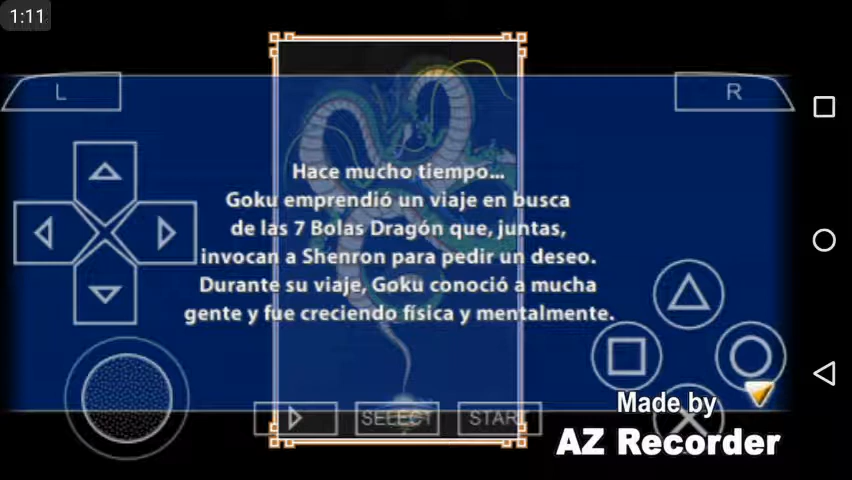 1:11
L
R
Hace mucho tiempo...
Goku emprendió un viaje en busca
de las 7 Bolas Dragón que, juntas,
invocan a Shenron para pedir un deseo.
Durante su viaje, Goku conoció a mucha
gente y fue creciendo física y mentalmente.
SELECT
START
Made by
AZ Recorder